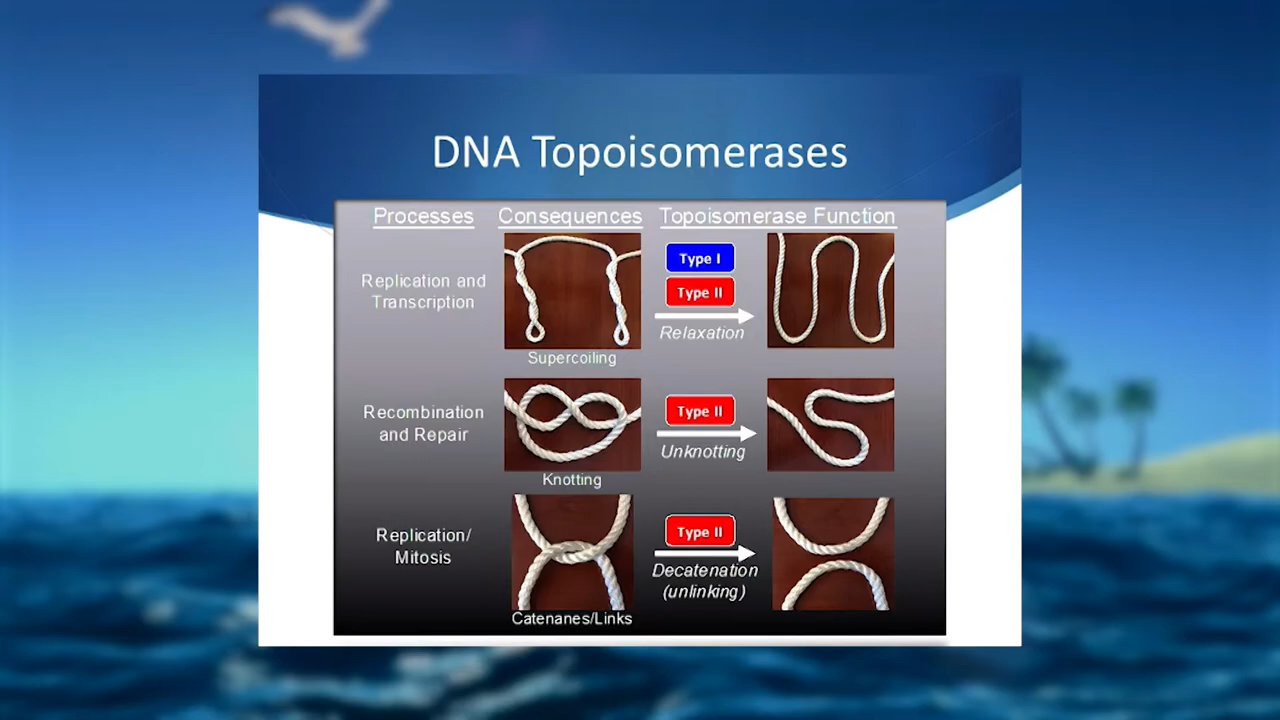 DNA Topoisomerases
Processes Consequences Topoisomerase Function
Replication and
Transcription
Supercoiling
Type I
Type II
Relaxation
Recombination
and Repair
Knotting
Type II
Unknotting
Replication/
Mitosis
Catenanes/Links
Type II
Decatenation
(unlinking)